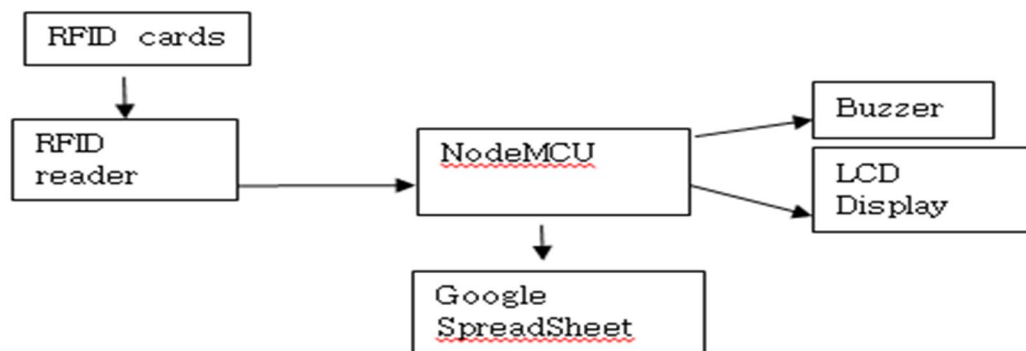 RFID cards
RFID
reader
NodeMCU
Buzzer
LCD
Display
Google
SpreadSheet